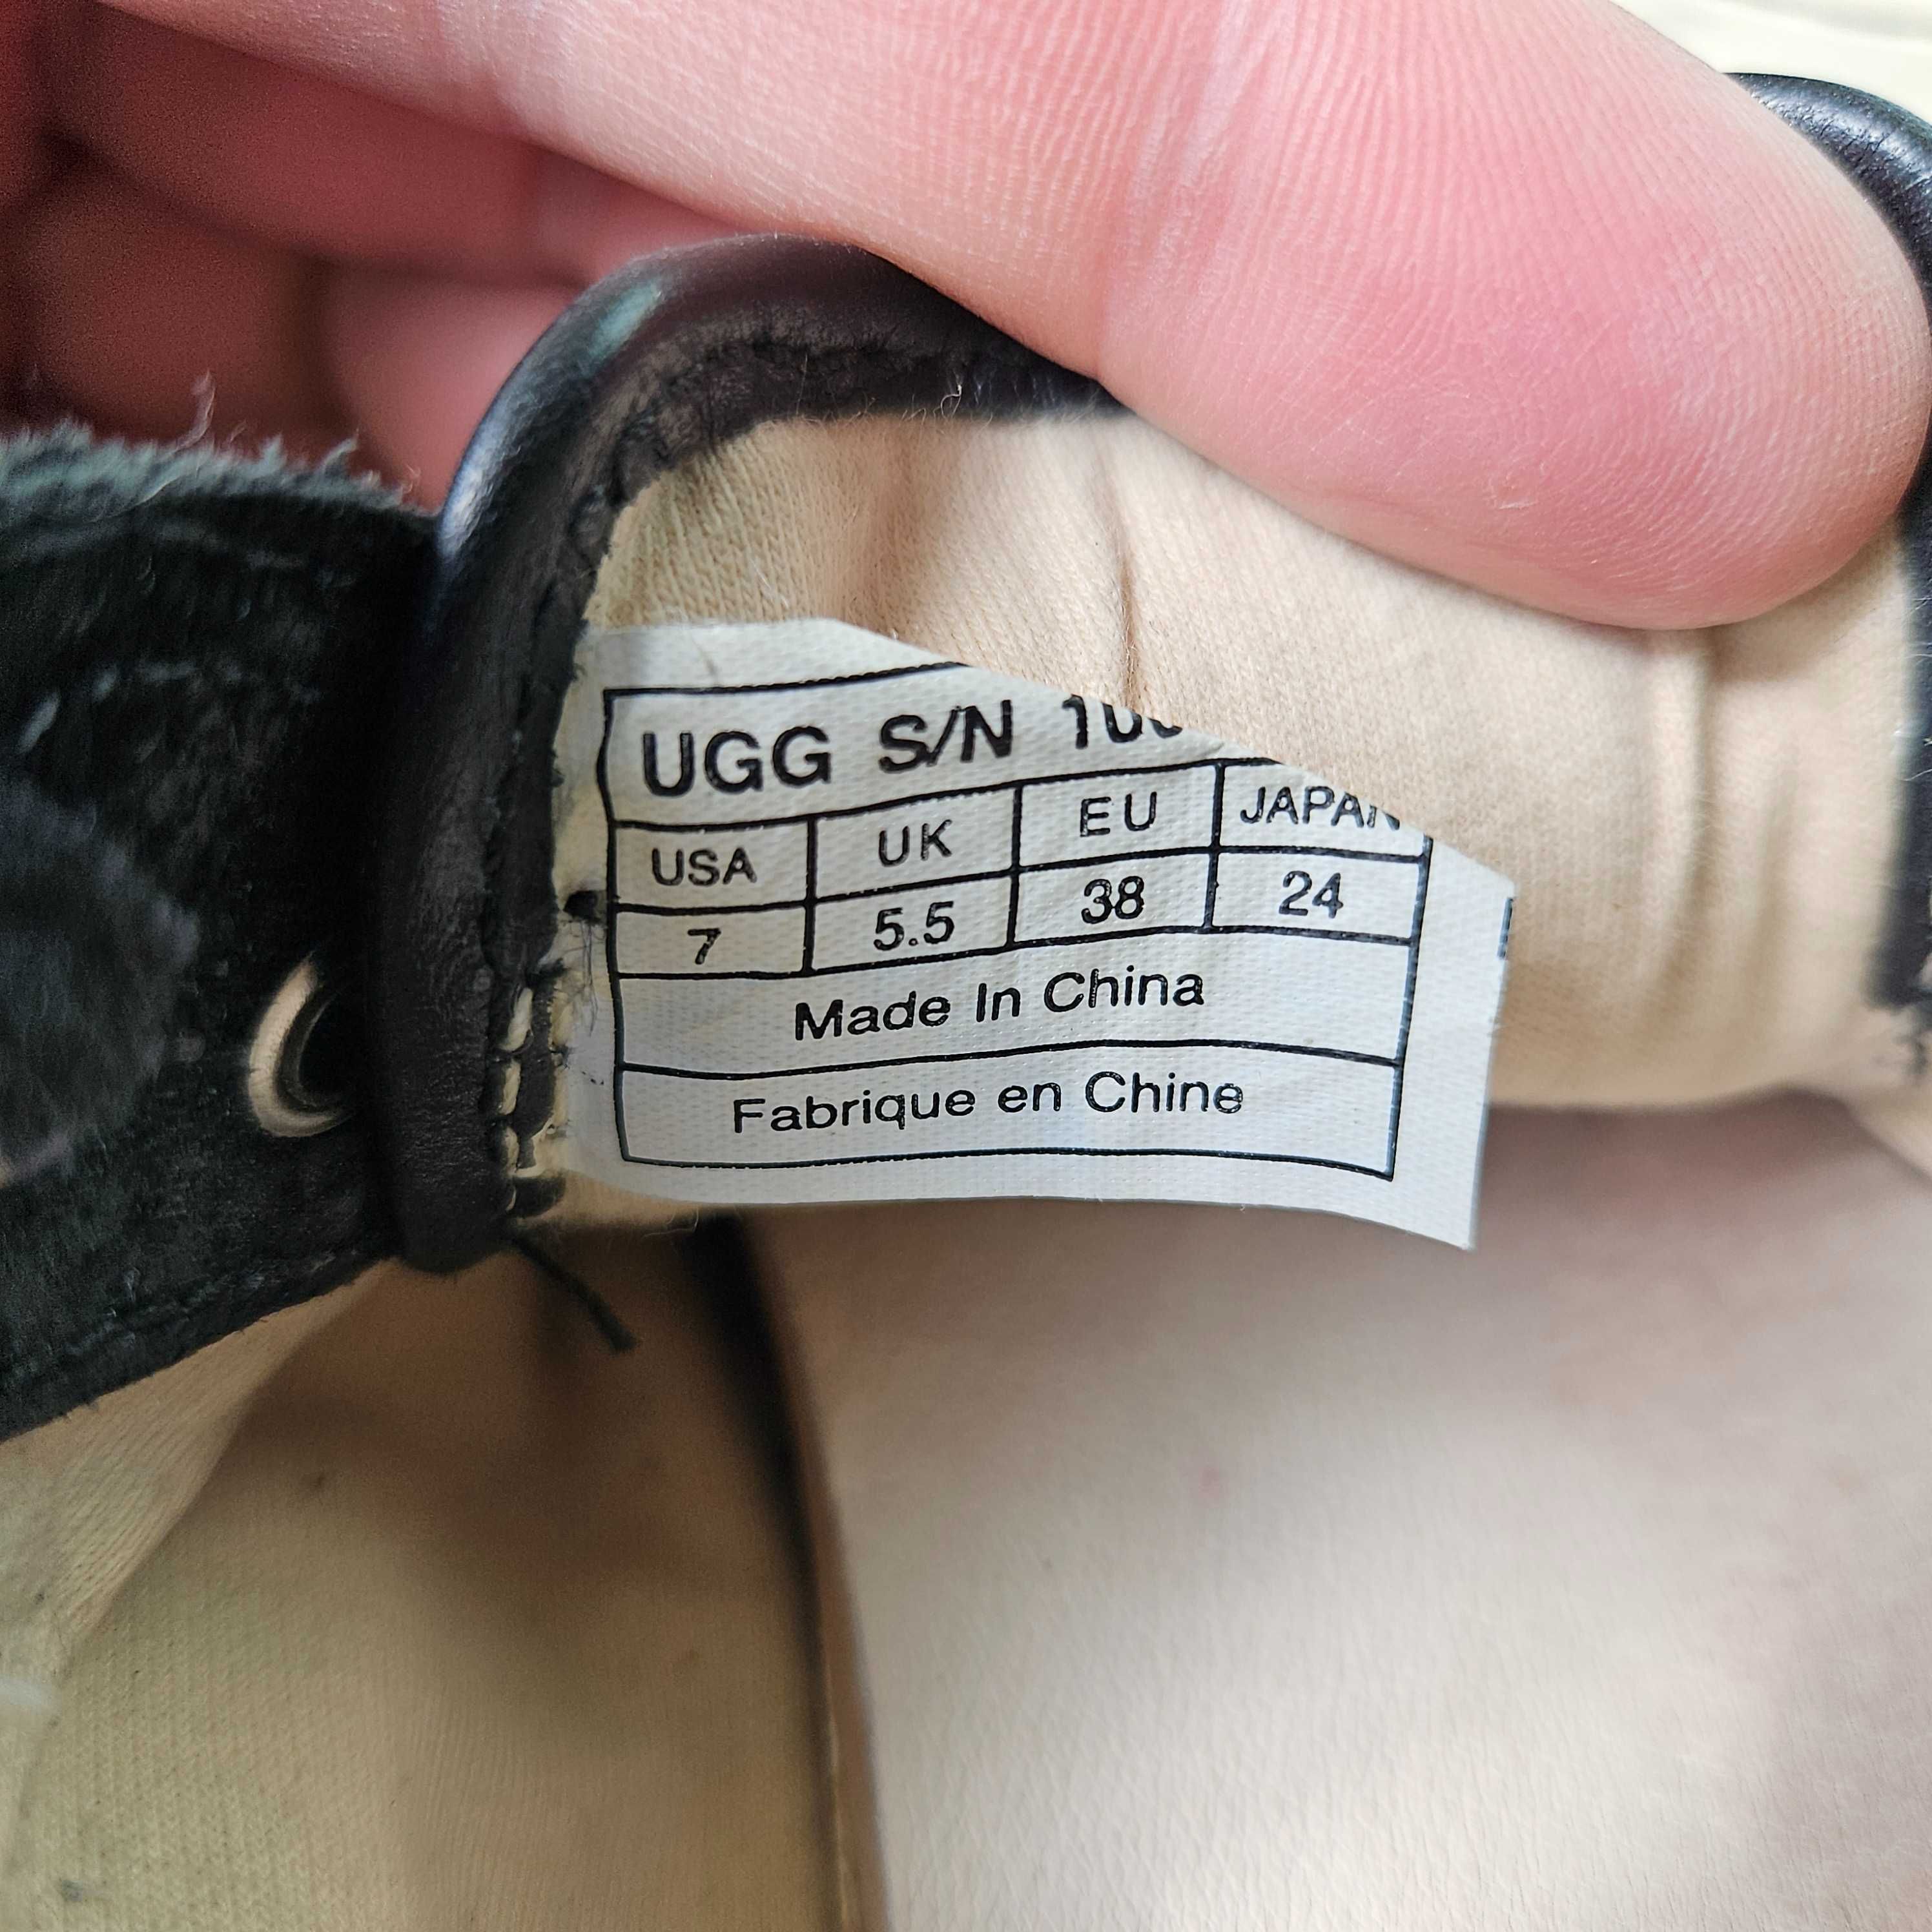 UGG S/N
USA UK EU JAPAN
7 5.5 38 24
Made In China
Fabrique en Chine